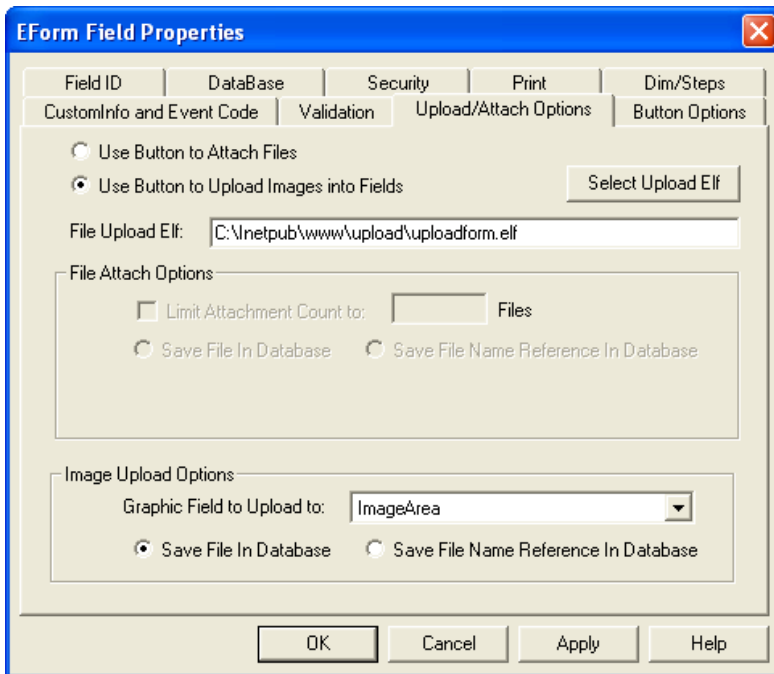 EForm Field Properties
Field ID DataBase Security Print Dim/Steps
CustomInfo and Event Code Validation Upload/Attach Options Button Options
Use Button to Attach Files
Use Button to Upload Images into Fields Select Upload Elf
File Upload Elf: C:\Inetpub\www\upload\uploadform.elf
File Attach Options
Limit Attachment Count to: Files
Save File In Database Save File Name Reference In Database
Image Upload Options
Graphic Field to Upload to: ImageArea
Save File In Database Save File Name Reference In Database
OK Cancel Apply Help